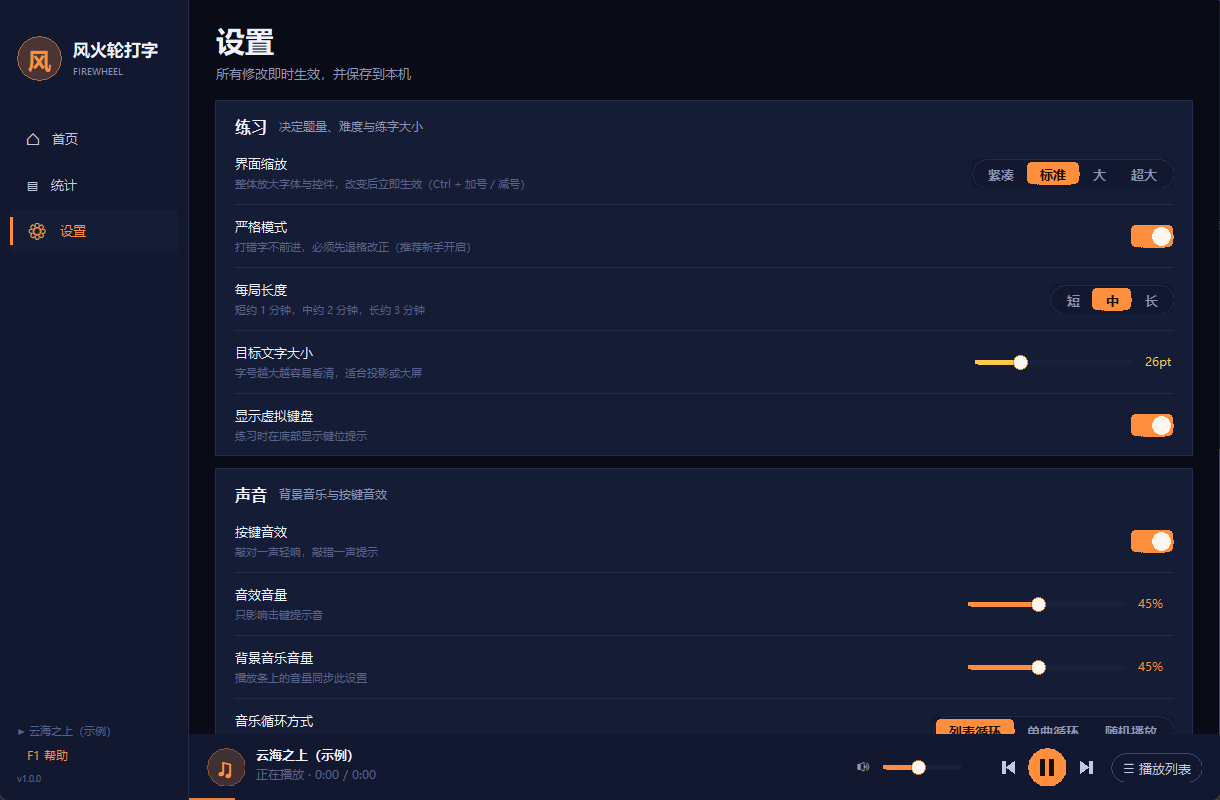 风
风火轮打字
FIREWHEEL
首页
统计
设置
▸ 云海之上（示例）
F1 帮助
v1.0.0
设置
所有修改即时生效，并保存到本机
练习 决定题量、难度与练字大小
界面缩放
整体放大字体与控件，改变后立即生效（Ctrl + 加号 / 减号）
紧凑 标准 大 超大
严格模式
打错字不前进，必须先退格改正（推荐新手开启）
每局长度
短约 1 分钟，中约 2 分钟，长约 3 分钟
短 中 长
目标文字大小
字号越大越容易看清，适合投影或大屏
26pt
显示虚拟键盘
练习时在底部显示键位提示
声音 背景音乐与按键音效
按键音效
敲对一声轻响，敲错一声提示
音效音量
只影响击键提示音
45%
背景音乐音量
播放条上的音量同步此设置
45%
音乐循环方式
列表循环 单曲循环 随机播放
云海之上（示例）
正在播放 · 0:00 / 0:00
☰ 播放列表